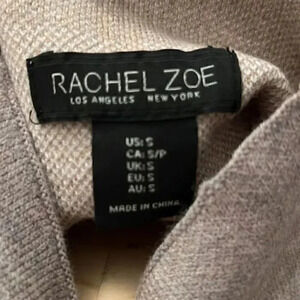 RACHEL ZOE
LOS ANGELES NEW YORK
US: S
CA: S/P
UK: S
EU: S
AU: S
MADE IN CHINA